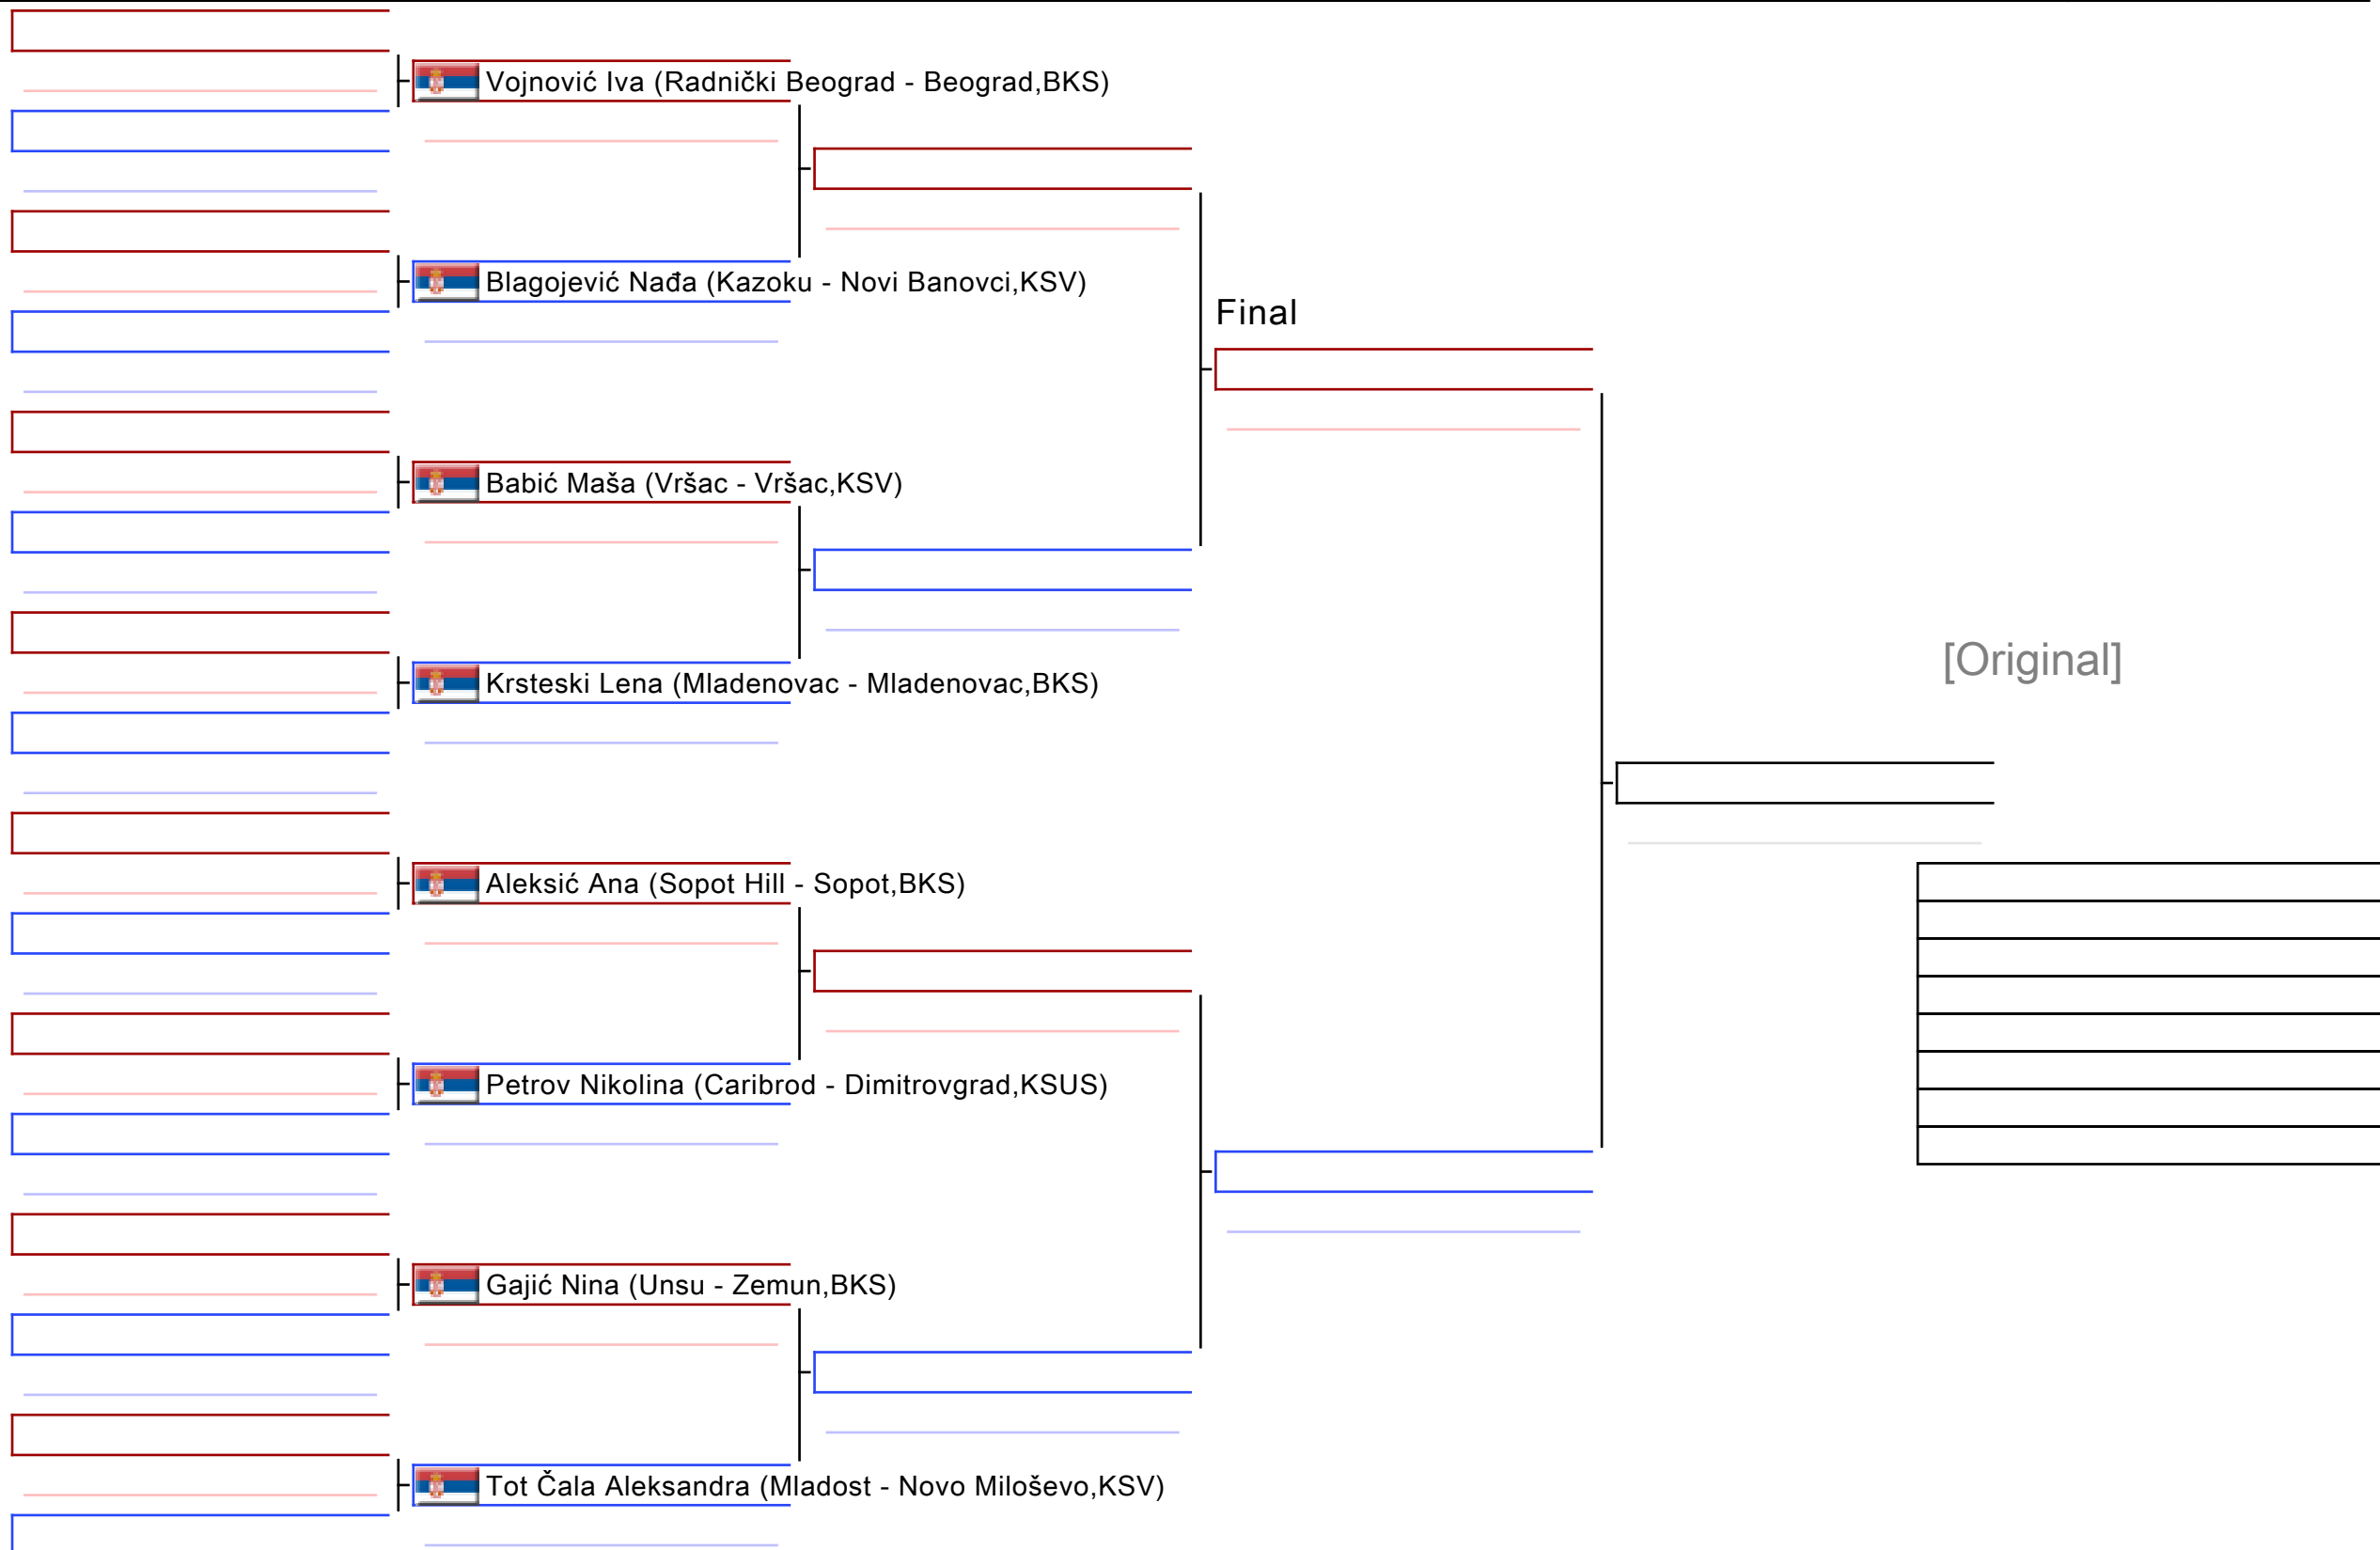 Vojnović Iva (Radnički Beograd - Beograd,BKS)
Blagojević Nađa (Kazoku - Novi Banovci,KSV)
Final
Babić Maša (Vršac - Vršac,KSV)
[Original]
Krsteski Lena (Mladenovac - Mladenovac,BKS)
Aleksić Ana (Sopot Hill - Sopot,BKS)
Petrov Nikolina (Caribrod - Dimitrovgrad,KSUS)
Gajić Nina (Unsu - Zemun,BKS)
Tot Čala Aleksandra (Mladost - Novo Miloševo,KSV)